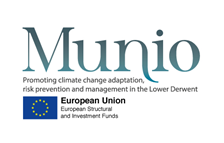 Munio
Promoting climate change adaptation,
risk prevention and management in the Lower Derwent
European Union
European Structural
and Investment Funds